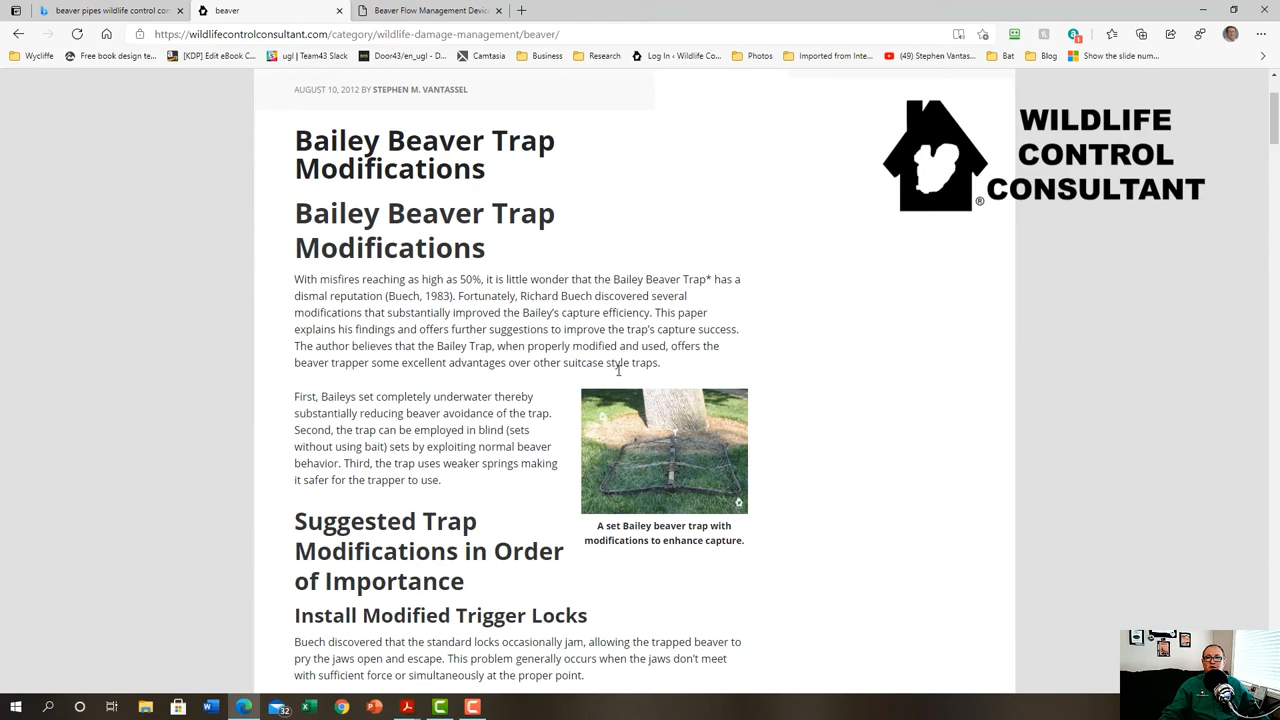 beaver pipes wildlife control con
beaver
Beaver Flow Management Device
https://wildlifecontrolconsultant.com/category/wildlife-damage-management/beaver/
Wycliffe
Free book design te...
[KDP] Edit eBook C...
ugl | Team43 Slack
Door43/en_ugl - D...
Camtasia
Business
Research
Log In ‹ Wildlife Co...
Photos
Imported from Inte...
(49) Stephen Vantas...
Bat
Blog
Show the slide num...
AUGUST 10, 2012 BY STEPHEN M. VANTASSEL
Bailey Beaver Trap
Modifications
Bailey Beaver Trap
Modifications
With misfires reaching as high as 50%, it is little wonder that the Bailey Beaver Trap* has a
dismal reputation (Buech, 1983). Fortunately, Richard Buech discovered several
modifications that substantially improved the Bailey's capture efficiency. This paper
explains his findings and offers further suggestions to improve the trap's capture success.
The author believes that the Bailey Trap, when properly modified and used, offers the
beaver trapper some excellent advantages over other suitcase style traps.
First, Baileys set completely underwater thereby
substantially reducing beaver avoidance of the trap.
Second, the trap can be employed in blind (sets
without using bait) sets by exploiting normal beaver
behavior. Third, the trap uses weaker springs making
it safer for the trapper to use.
A set Bailey beaver trap with
modifications to enhance capture.
Suggested Trap
Modifications in Order
of Importance
Install Modified Trigger Locks
Buech discovered that the standard locks occasionally jam, allowing the trapped beaver to
pry the jaws open and escape. This problem generally occurs when the jaws don't meet
with sufficient force or simultaneously at the proper point.
WILDLIFE
CONTROL
CONSULTANT
®
32